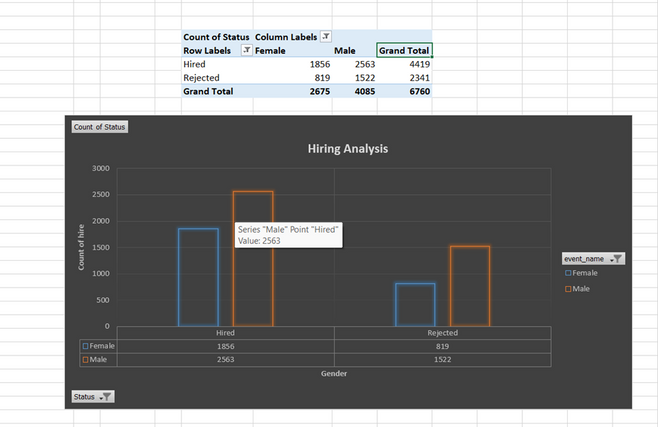 Count of Status Column Labels
Row Labels Female Male Grand Total
Hired 1856 2563 4419
Rejected 819 1522 2341
Grand Total 2675 4085 6760
Count of Status
Hiring Analysis
3000
2500
2000
1500
1000
500
0
Count of hire
Series "Male" Point "Hired"
Value: 2563
event_name
Female
Male
Hired Rejected
Female 1856 819
Male 2563 1522
Gender
Status